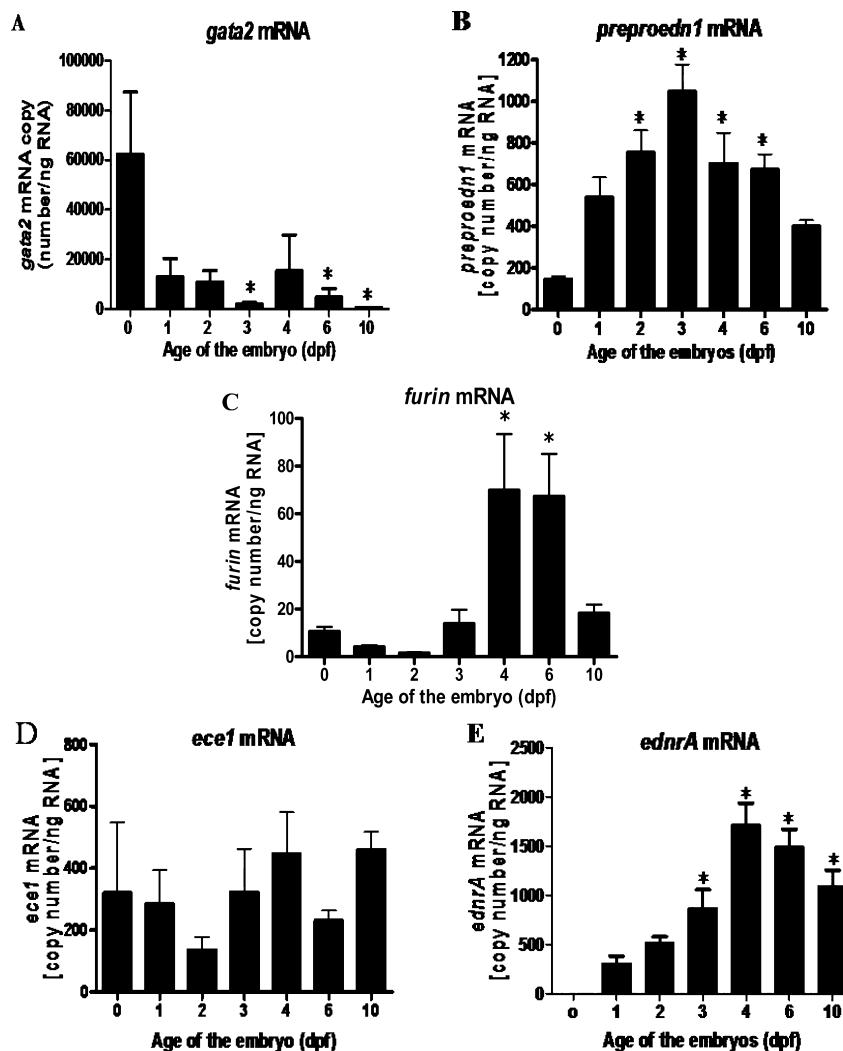 A
gata2 mRNA
gata2 mRNA copy
(number/ng RNA)
100000
80000
60000
40000
20000
0
*
*
*
0 1 2 3 4 6 10
Age of the embryo (dpf)
B
preproedn1 mRNA
preproedn1 mRNA
[copy number/ng RNA]
1200
1000
800
600
400
200
0
*
*
*
*
0 1 2 3 4 6 10
Age of the embryos (dpf)
C
furin mRNA
furin mRNA
[copy number/ng RNA]
100
80
60
40
20
0
*
*
0 1 2 3 4 6 10
Age of the embryo (dpf)
D
ece1 mRNA
ece1 mRNA
[copy number/ng RNA]
800
600
400
200
0
0 1 2 3 4 6 10
Age of the embryo (dpf)
E
ednrA mRNA
ednrA mRNA
[copy number/ng RNA]
2500
2000
1500
1000
500
0
*
*
*
*
o 1 2 3 4 6 10
Age of the embryos (dpf)